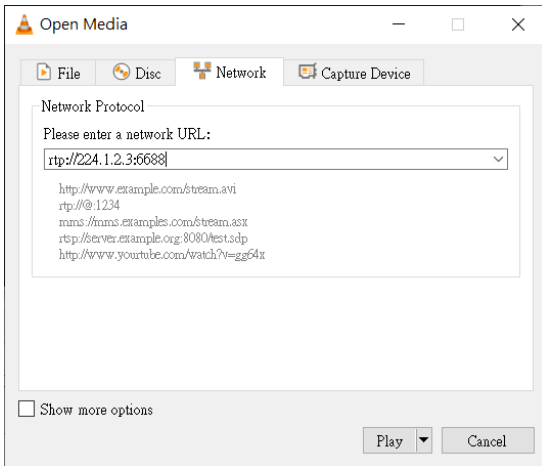 Open Media
File Disc Network Capture Device
Network Protocol
Please enter a network URL:
rtp://224.1.2.3:6688
http://www.example.com/stream.avi
rtp://@:1234
mms://mms.examples.com/stream.asx
rtsp://server.example.org:8080/test.sdp
http://www.yourtube.com/watch?v=gg64x
Show more options
Play Cancel